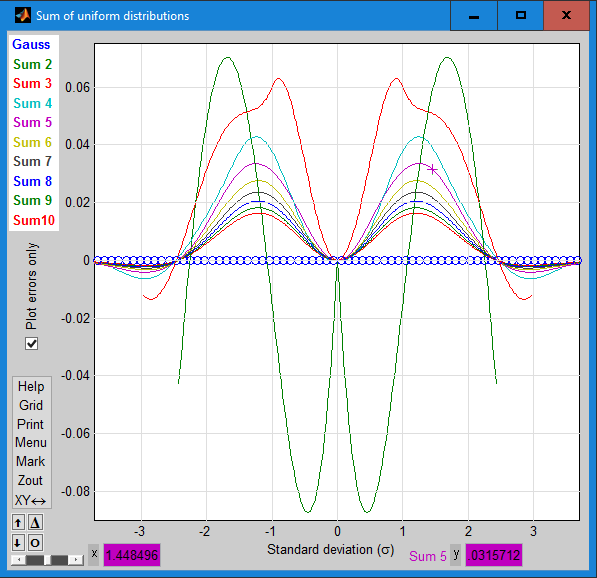 Sum of uniform distributions
Gauss
Sum 2
Sum 3
Sum 4
Sum 5
Sum 6
Sum 7
Sum 8
Sum 9
Sum10
Plot errors only
Help
Grid
Print
Menu
Mark
Zout
XY↔
A
O
0.06
0.04
0.02
0
-0.02
-0.04
-0.06
-0.08
-3
-2
-1
0
1
2
3
Standard deviation (σ)
x 1.448496
Sum 5 y .0315712